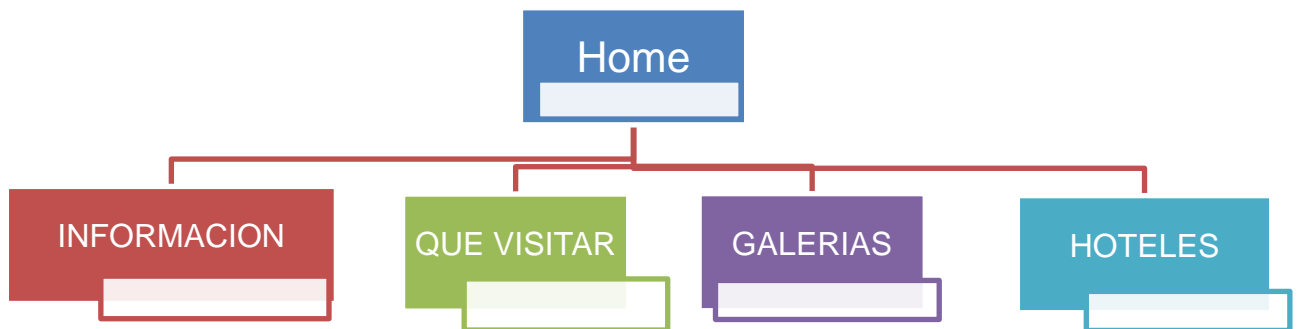 Home
INFORMACION
QUE VISITAR
GALERIAS
HOTELES